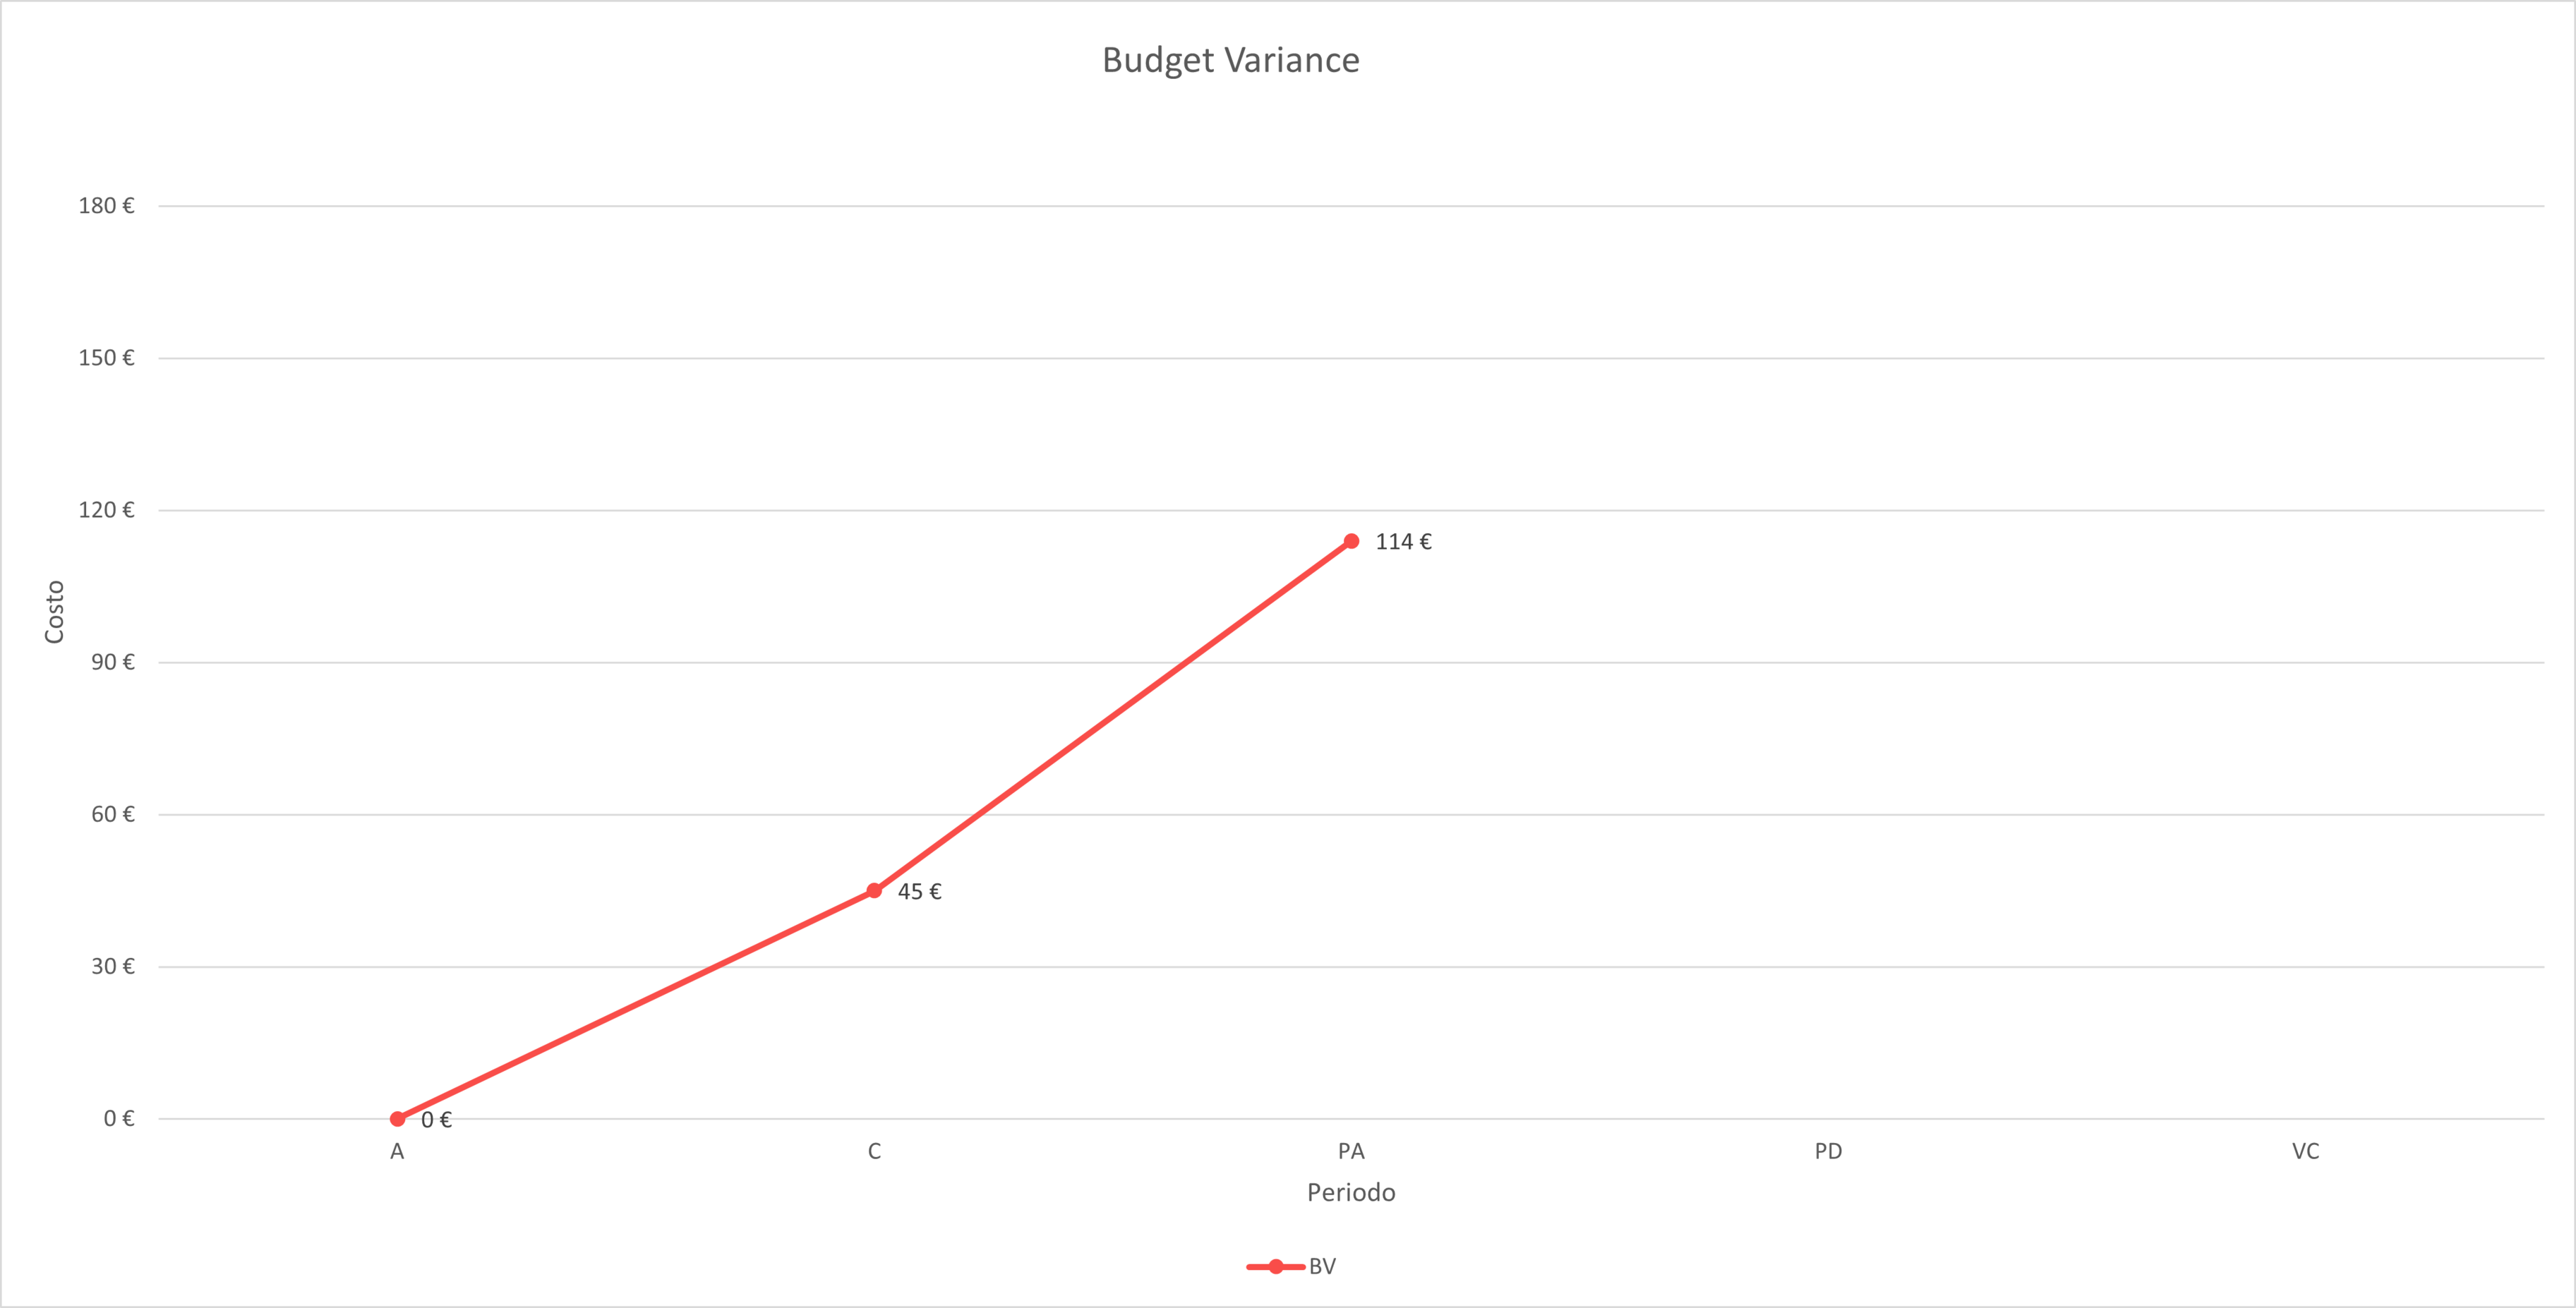 Budget Variance
180 €
150 €
120 €
90 €
60 €
30 €
0 €
Costo
114 €
45 €
0 €
A C PA PD VC
Periodo
BV